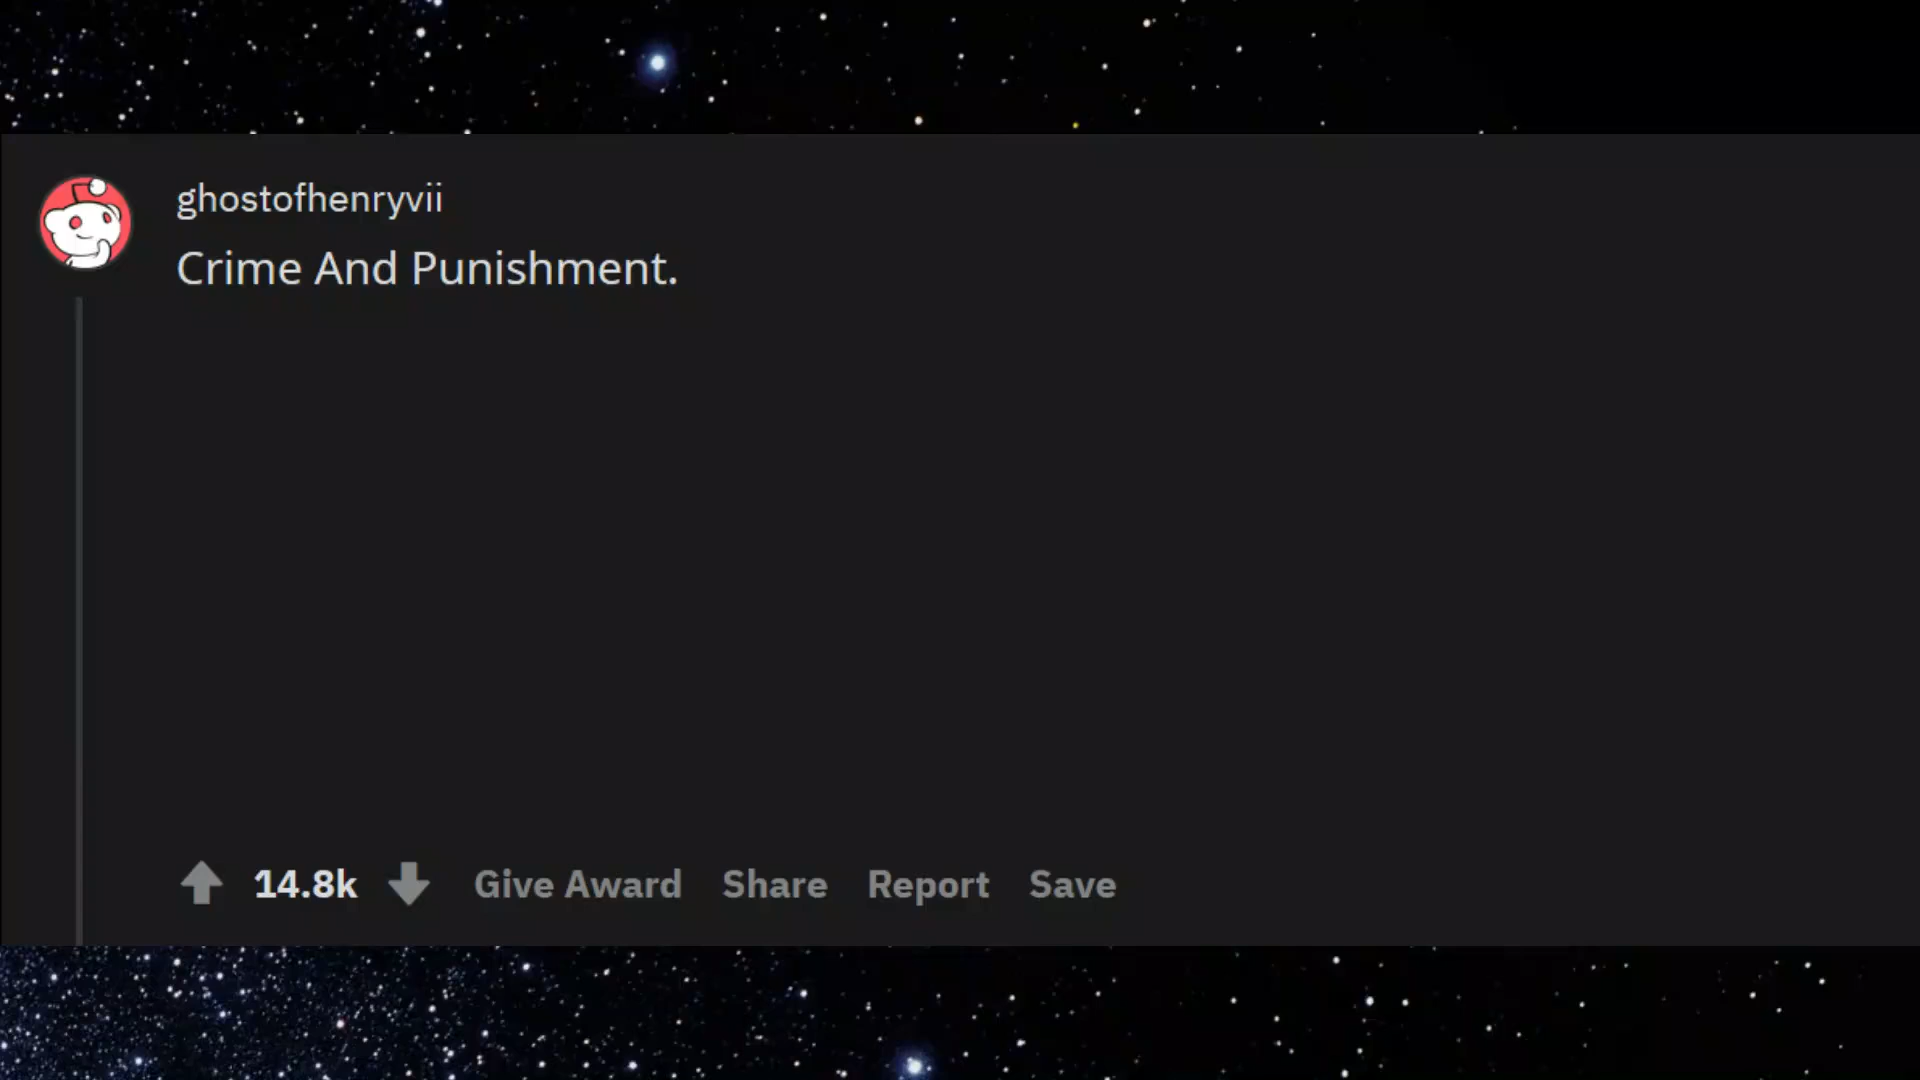 ghostofhenryvii
Crime And Punishment.
14.8k Give Award Share Report Save